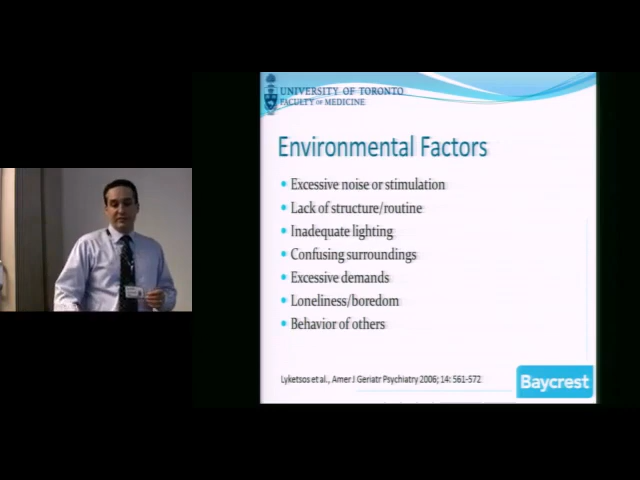 UNIVERSITY OF TORONTO
FACULTY OF MEDICINE
Environmental Factors
• Excessive noise or stimulation
• Lack of structure/routine
• Inadequate lighting
• Confusing surroundings
• Excessive demands
• Loneliness/boredom
• Behavior of others
Lyketsos et al., Amer J Geriatr Psychiatry 2006; 14: 561-572
Baycrest